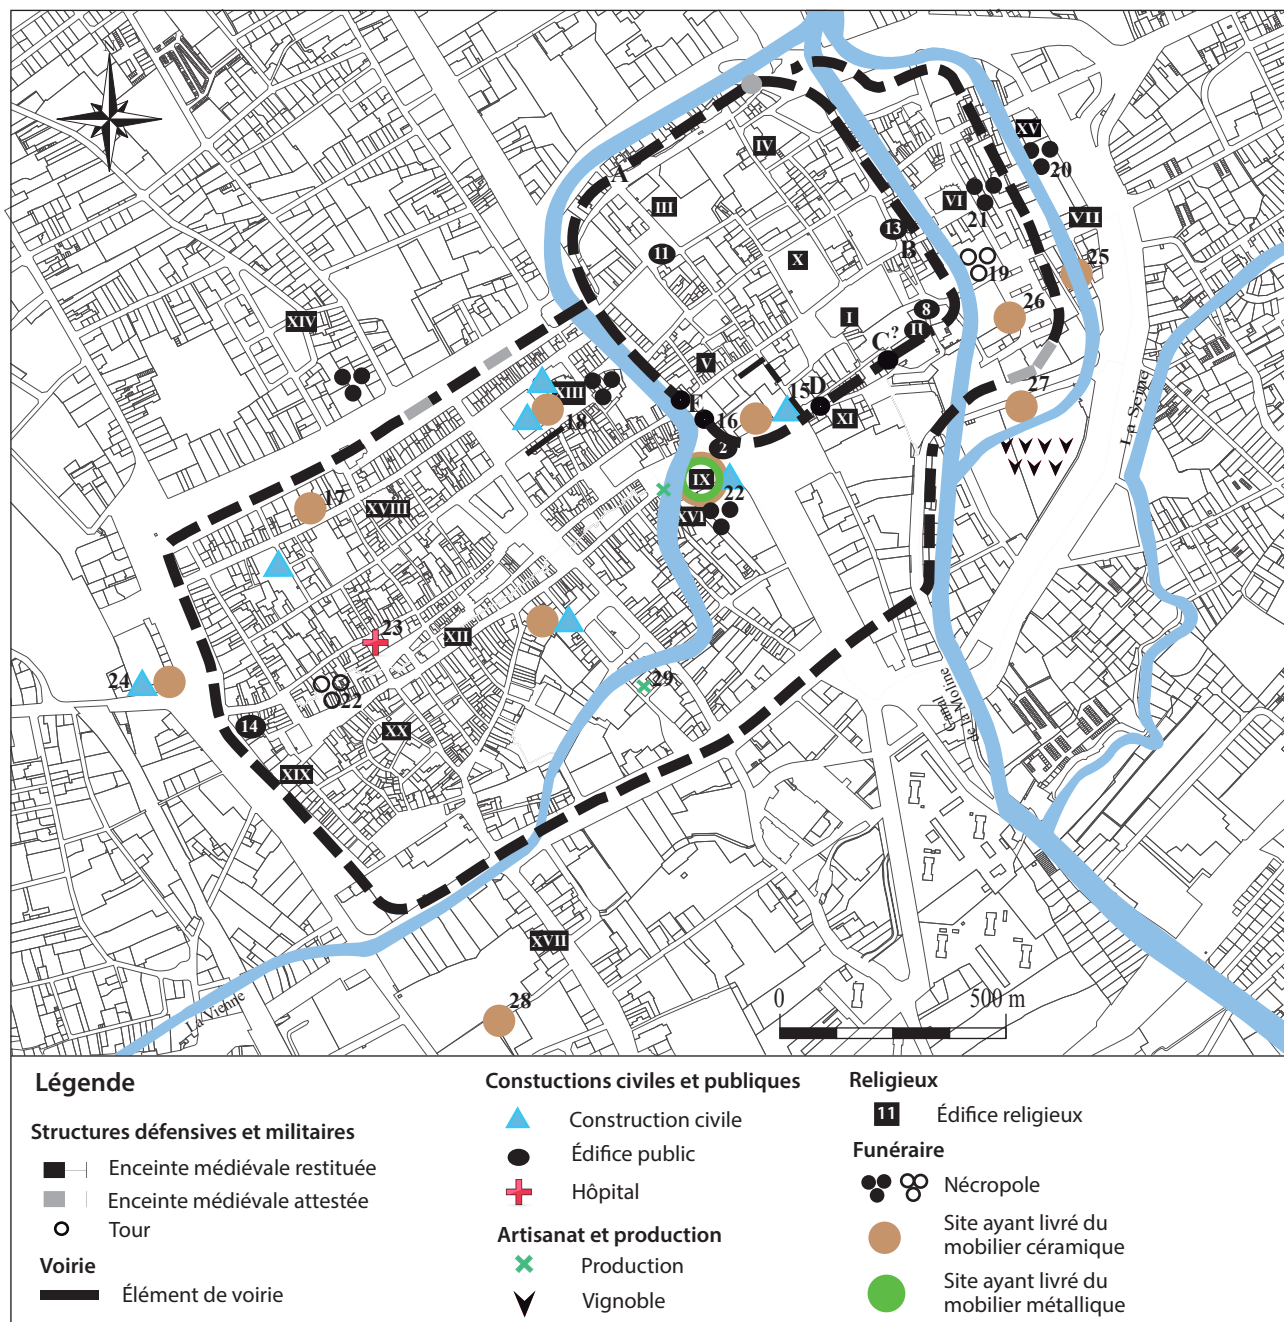 A
IV
III
11
XV
20
VI
21
13
B
VII
X
19
25
26
8
II
I
C?
XIV
V
27
XIII
E
16
15
D
XI
18
2
IX
22
XVI
17
XVIII
23
XII
24
22
29
14
XX
XIX
XVII
28
La Seine
Canal
de la Moline
La Vienne
0
500 m
Légende
Structures défensives et militaires
Enceinte médiévale restituée
Enceinte médiévale attestée
Tour
Voirie
Élément de voirie
Constuctions civiles et publiques
Construction civile
Édifice public
Hôpital
Artisanat et production
Production
Vignoble
Religieux
11
Édifice religieux
Funéraire
Nécropole
Site ayant livré du
mobilier céramique
Site ayant livré du
mobilier métallique